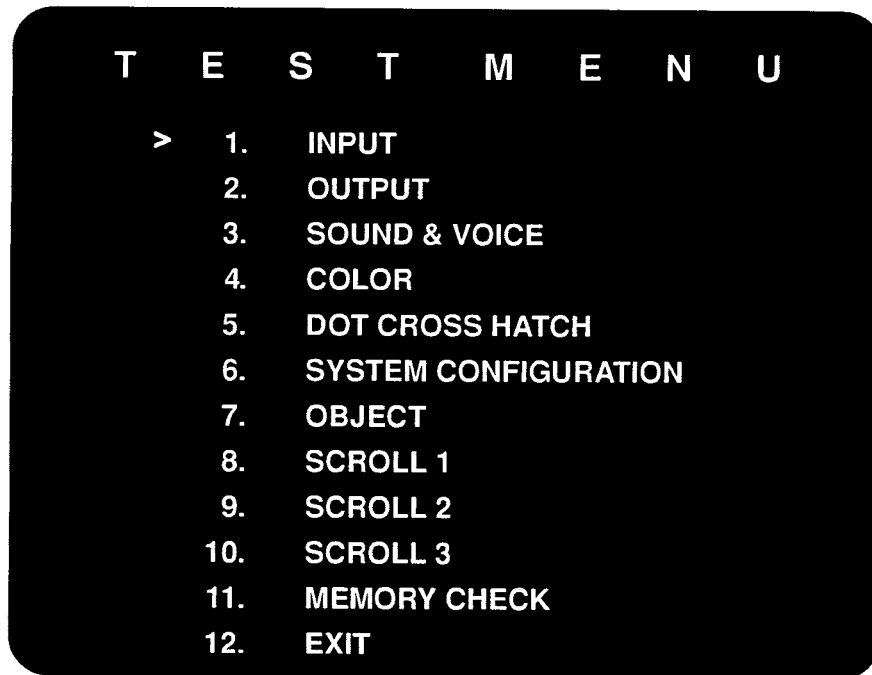 T E S T M E N U
> 1. INPUT
2. OUTPUT
3. SOUND & VOICE
4. COLOR
5. DOT CROSS HATCH
6. SYSTEM CONFIGURATION
7. OBJECT
8. SCROLL 1
9. SCROLL 2
10. SCROLL 3
11. MEMORY CHECK
12. EXIT